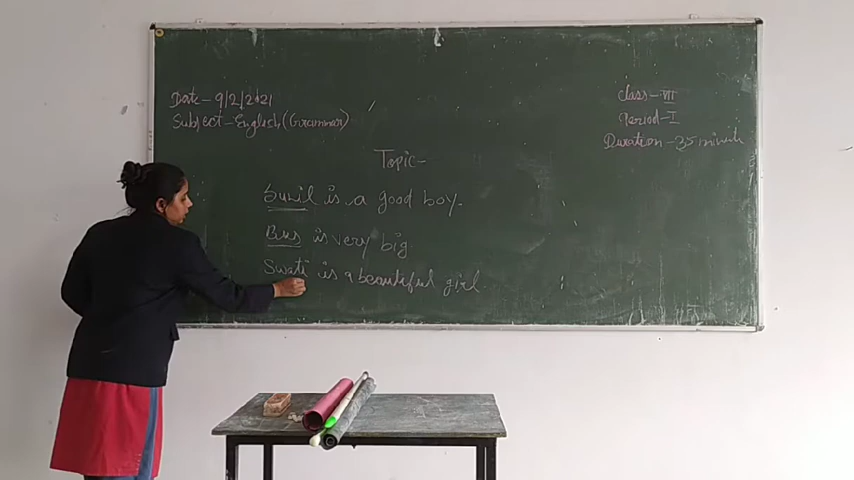 Date - 9/2/2021
Subject - English (Grammar)
Class - VII
Period - I
Duration - 35 minute
Topic -
Sunil is a good boy.
Bus is very big.
Swati is a beautiful girl.